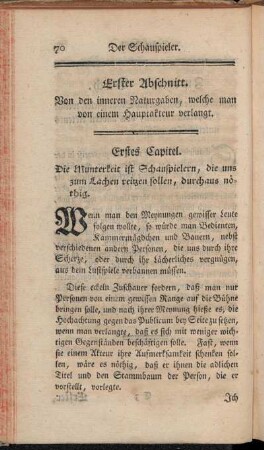 70 Der Schauspieler.
Erster Abschnitt.
Von den inneren Naturgaben, welche man
von einem Hauptakteur verlangt.
Erstes Capitel.
Die Munterkeit ist Schauspielern, die uns
zum Lachen reitzen sollen, durchaus nö-
thig.
Wenn man den Meynungen gewisser Leute
folgen wollte, so würde man Bedienten,
Kammermägdchen und Bauern, nebst
verschiedenen andern Personen, die uns durch ihre
Scherze, oder durch ihr Lächerliches vergnügen,
aus dem Lustspiele verbannen müssen.
Diese eckeln Zuschauer fordern, daß man nur
Personen von einem gewissen Range auf die Bühne
bringen solle, und nach ihrer Meynung hieße es, die
Hochachtung gegen das Publicum bey Seite zu setzen,
wenn man verlangte, daß es sich mit weniger wich-
tigen Gegenständen beschäftigen solle. Fast, wenn
sie einem Akteur ihre Aufmerksamkeit schenken sol-
len, wäre es nöthig, daß er ihnen die adlichen
Titel und den Stammbaum der Person, die er
vorstellt, vorlegte.
Ich